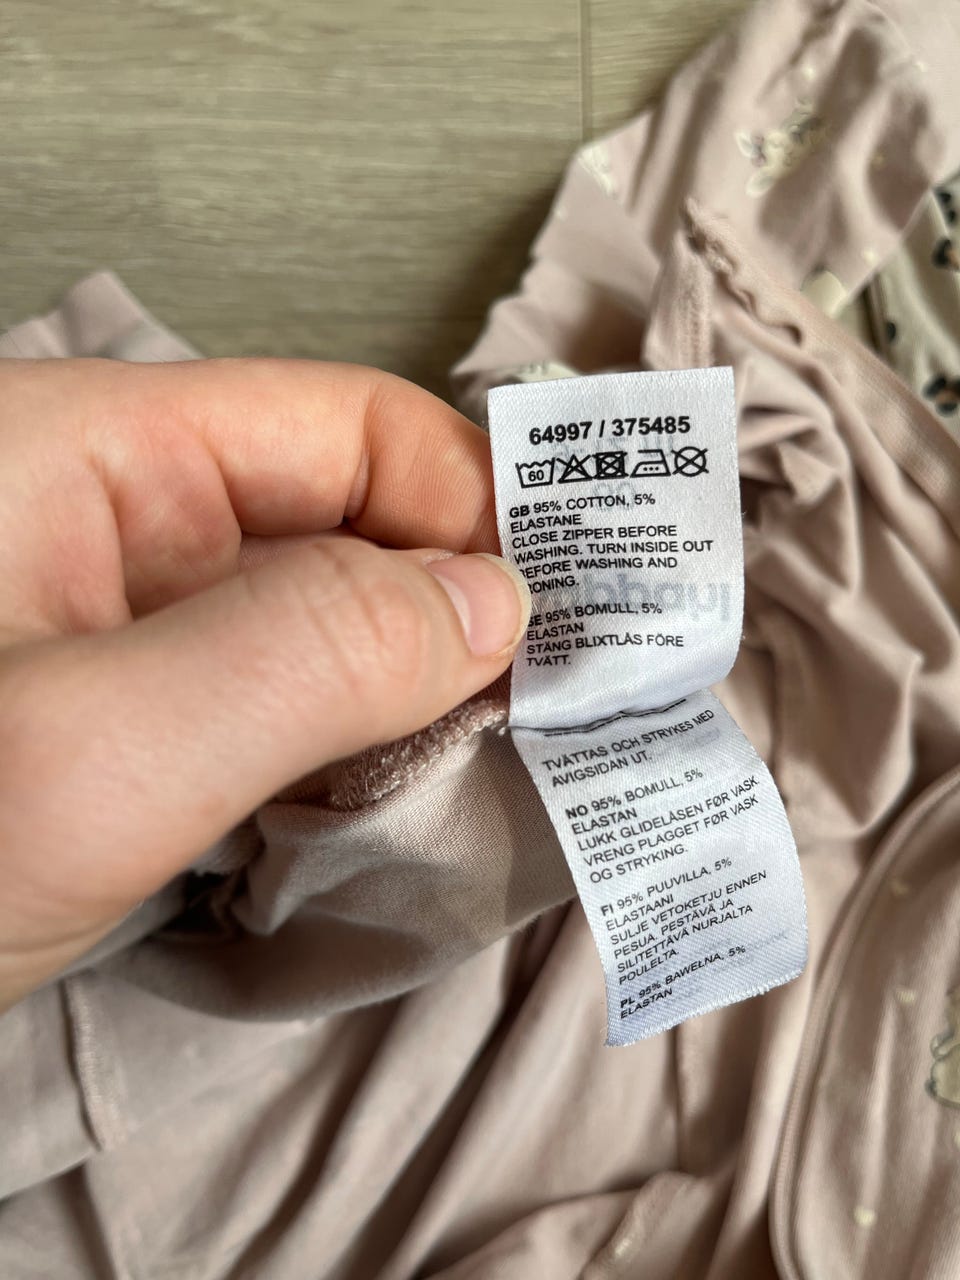 64997 / 375485
60
GB 95% COTTON, 5%
ELASTANE
CLOSE ZIPPER BEFORE
WASHING. TURN INSIDE OUT
BEFORE WASHING AND
IRONING.
SE 95% BOMULL, 5%
ELASTAN
STÄNG BLIXTLÅS FÖRE
TVÄTT.
TVÄTTAS OCH STRYKES MED
AVIGSIDAN UT.
NO 95% BOMULL, 5%
ELASTAN
LUKK GLIDELÅSEN FØR VASK.
VRENG PLAGGET FØR VASK
OG STRYKING.
FI 95% PUUVILLA, 5%
ELASTAANI
SULJE VETOKETJU ENNEN
PESUA. PESTÄVÄ JA
SILITETTÄVÄ NURJALTA
PUOLELTA
PL 95% BAWEŁNA, 5%
ELASTAN